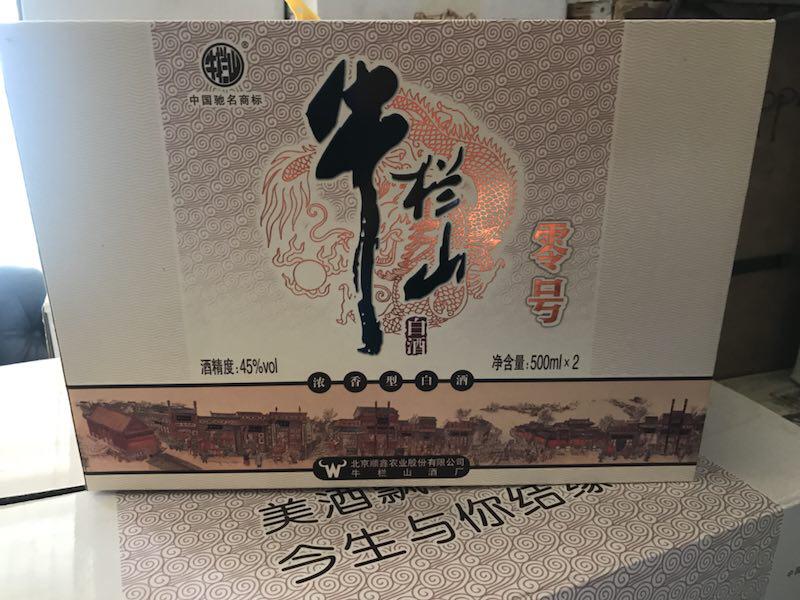 牛栏山
®
中国驰名商标
牛栏山
白酒
零号
酒精度:45%vol
净含量:500ml×2
浓香型白酒
北京顺鑫农业股份有限公司
牛栏山酒厂
美酒飘
今生与你结缘